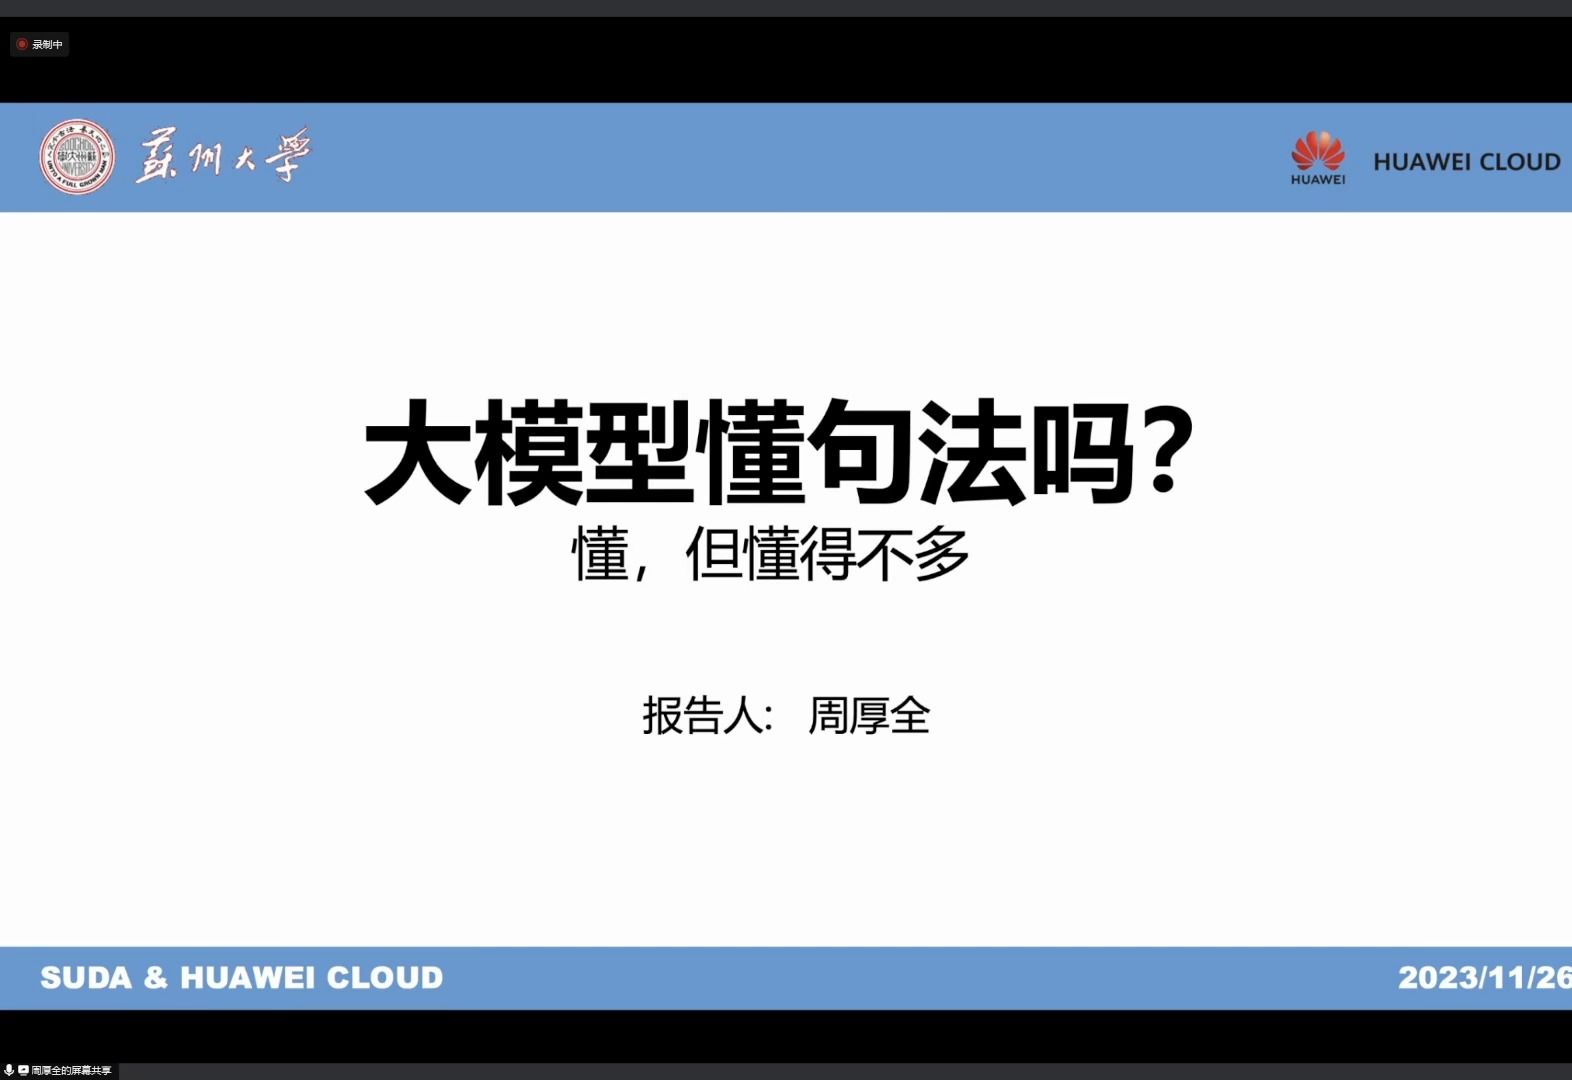 录制中
蘇州大學
HUAWEI
HUAWEI CLOUD
大模型懂句法吗?
懂，但懂得不多
报告人： 周厚全
SUDA & HUAWEI CLOUD
2023/11/26
周厚全的屏幕共享